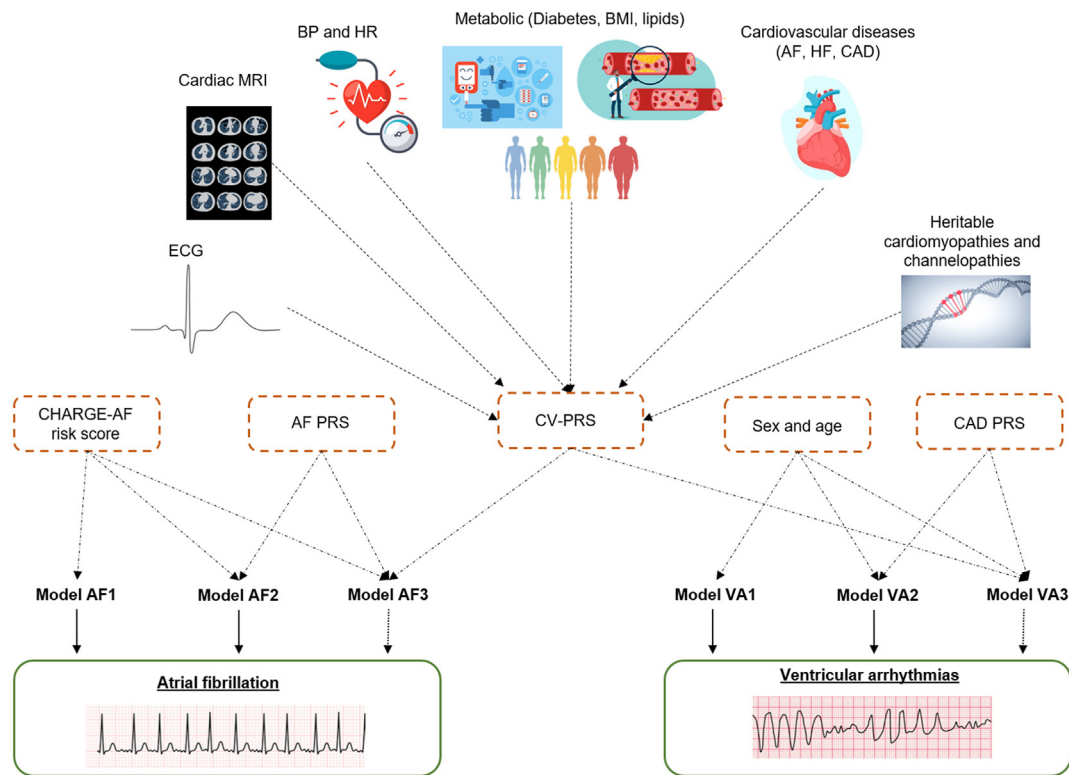 Metabolic (Diabetes, BMI, lipids)
BP and HR
Cardiovascular diseases
(AF, HF, CAD)
Cardiac MRI
Heritable
cardiomyopathies and
channelopathies
ECG
CHARGE-AF
risk score
AF PRS
CV-PRS
Sex and age
CAD PRS
Model AF1
Model AF2
Model AF3
Model VA1
Model VA2
Model VA3
Atrial fibrillation
Ventricular arrhythmias